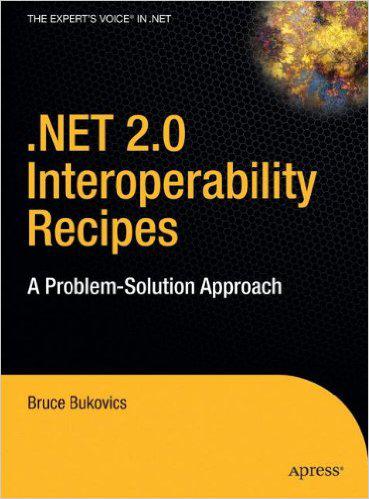 THE EXPERT'S VOICE® IN .NET
.NET 2.0
Interoperability
Recipes
A Problem-Solution Approach
Bruce Bukovics
Apress®